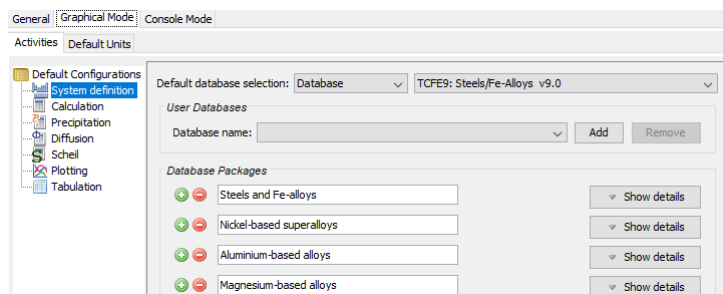 General Graphical Mode Console Mode
Activities Default Units
Default Configurations
System definition
Calculation
Precipitation
Diffusion
Scheil
Plotting
Tabulation
Default database selection: Database TCFE9: Steels/Fe-Alloys v9.0
User Databases
Database name: Add Remove
Database Packages
Steels and Fe-alloys Show details
Nickel-based superalloys Show details
Aluminium-based alloys Show details
Magnesium-based alloys Show details